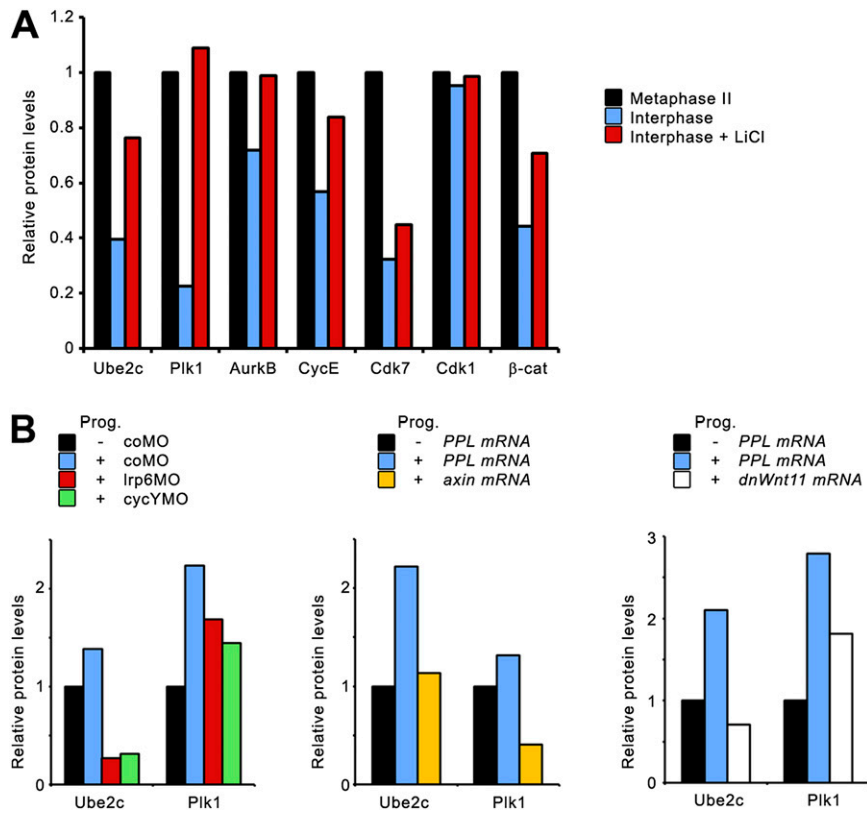 A
Relative protein levels
1.2
1
0.8
0.6
0.4
0.2
0
Ube2c Plk1 AurkB CycE Cdk7 Cdk1 β-cat
Metaphase II
Interphase
Interphase + LiCl
B
Prog.
- coMO
+ coMO
+ lrp6MO
+ cycYMO
Relative protein levels
2
1
0
Ube2c Plk1
Prog.
- PPL mRNA
+ PPL mRNA
+ axin mRNA
Relative protein levels
2
1
0
Ube2c Plk1
Prog.
- PPL mRNA
+ PPL mRNA
+ dnWnt11 mRNA
Relative protein levels
3
2
1
0
Ube2c Plk1